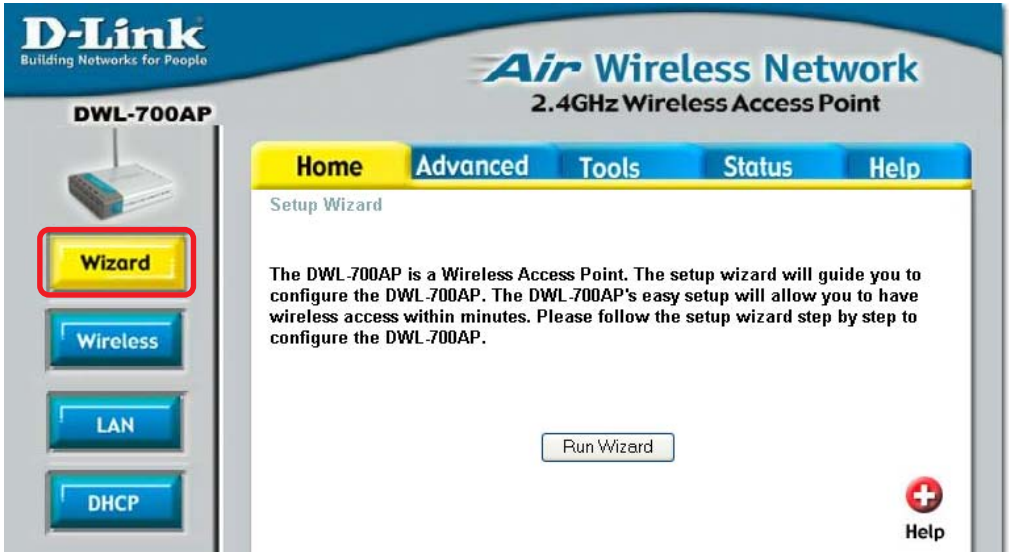 D-Link
Building Networks for People
Air Wireless Network
2.4GHz Wireless Access Point
DWL-700AP
Home Advanced Tools Status Help
Setup Wizard
Wizard
The DWL-700AP is a Wireless Access Point. The setup wizard will guide you to
configure the DWL-700AP. The DWL-700AP's easy setup will allow you to have
wireless access within minutes. Please follow the setup wizard step by step to
configure the DWL-700AP.
Wireless
LAN
Run Wizard
DHCP
Help